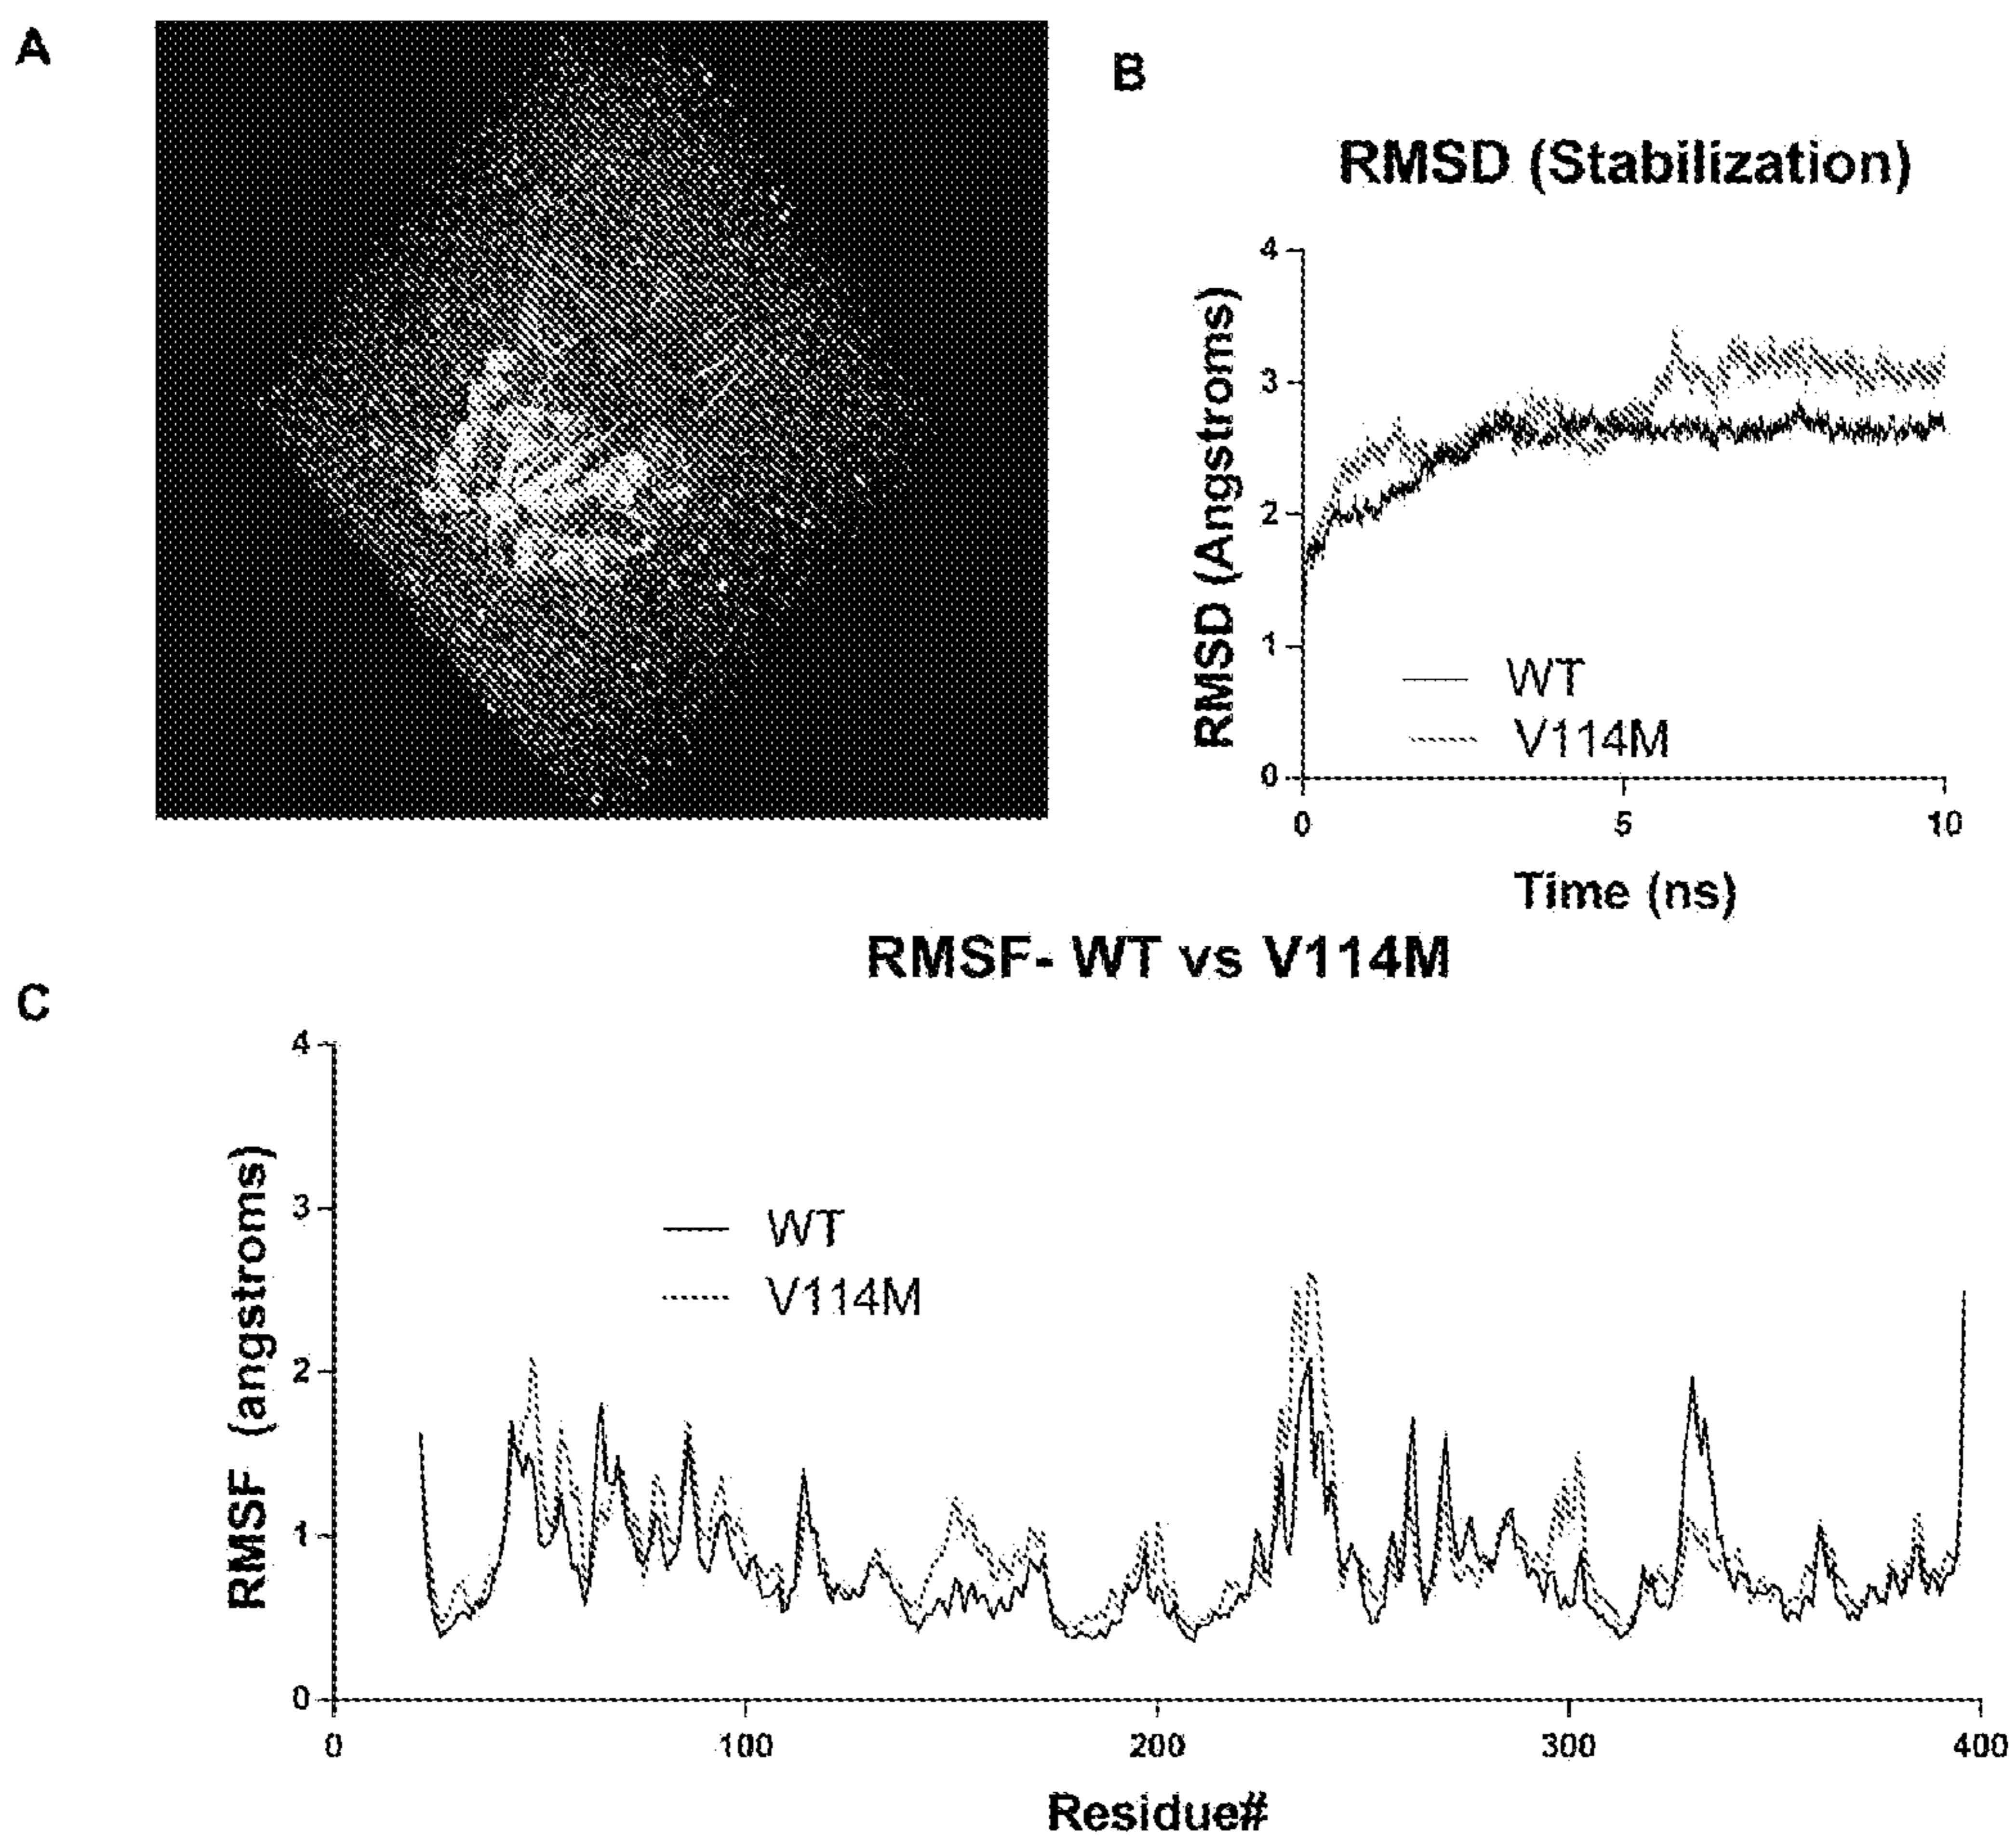 A
B
RMSD (Stabilization)
RMSD (Angstroms)
4
3
2
1
0
WT
V114M
0 5 10
Time (ns)
C
RMSF- WT vs V114M
RMSF (angstroms)
4
3
2
1
0
WT
V114M
0 100 200 300 400
Residue#